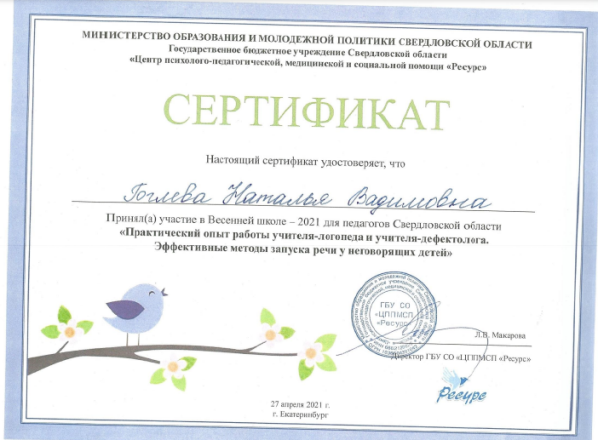 МИНИСТЕРСТВО ОБРАЗОВАНИЯ И МОЛОДЕЖНОЙ ПОЛИТИКИ СВЕРДЛОВСКОЙ ОБЛАСТИ
Государственное бюджетное учреждение Свердловской области
«Центр психолого-педагогической, медицинской и социальной помощи «Ресурс»
СЕРТИФИКАТ
Настоящий сертификат удостоверяет, что
Гоглева Наталья Вадимовна
Принял(а) участие в Весенней школе – 2021 для педагогов Свердловской области
«Практический опыт работы учителя-логопеда и учителя-дефектолога.
Эффективные методы запуска речи у неговорящих детей»
ГБУ СО
«ЦППМСП
«Ресурс»
Л.В. Макарова
Директор ГБУ СО «ЦППМСП «Ресурс»
Ресурс
27 апреля 2021 г.
г. Екатеринбург